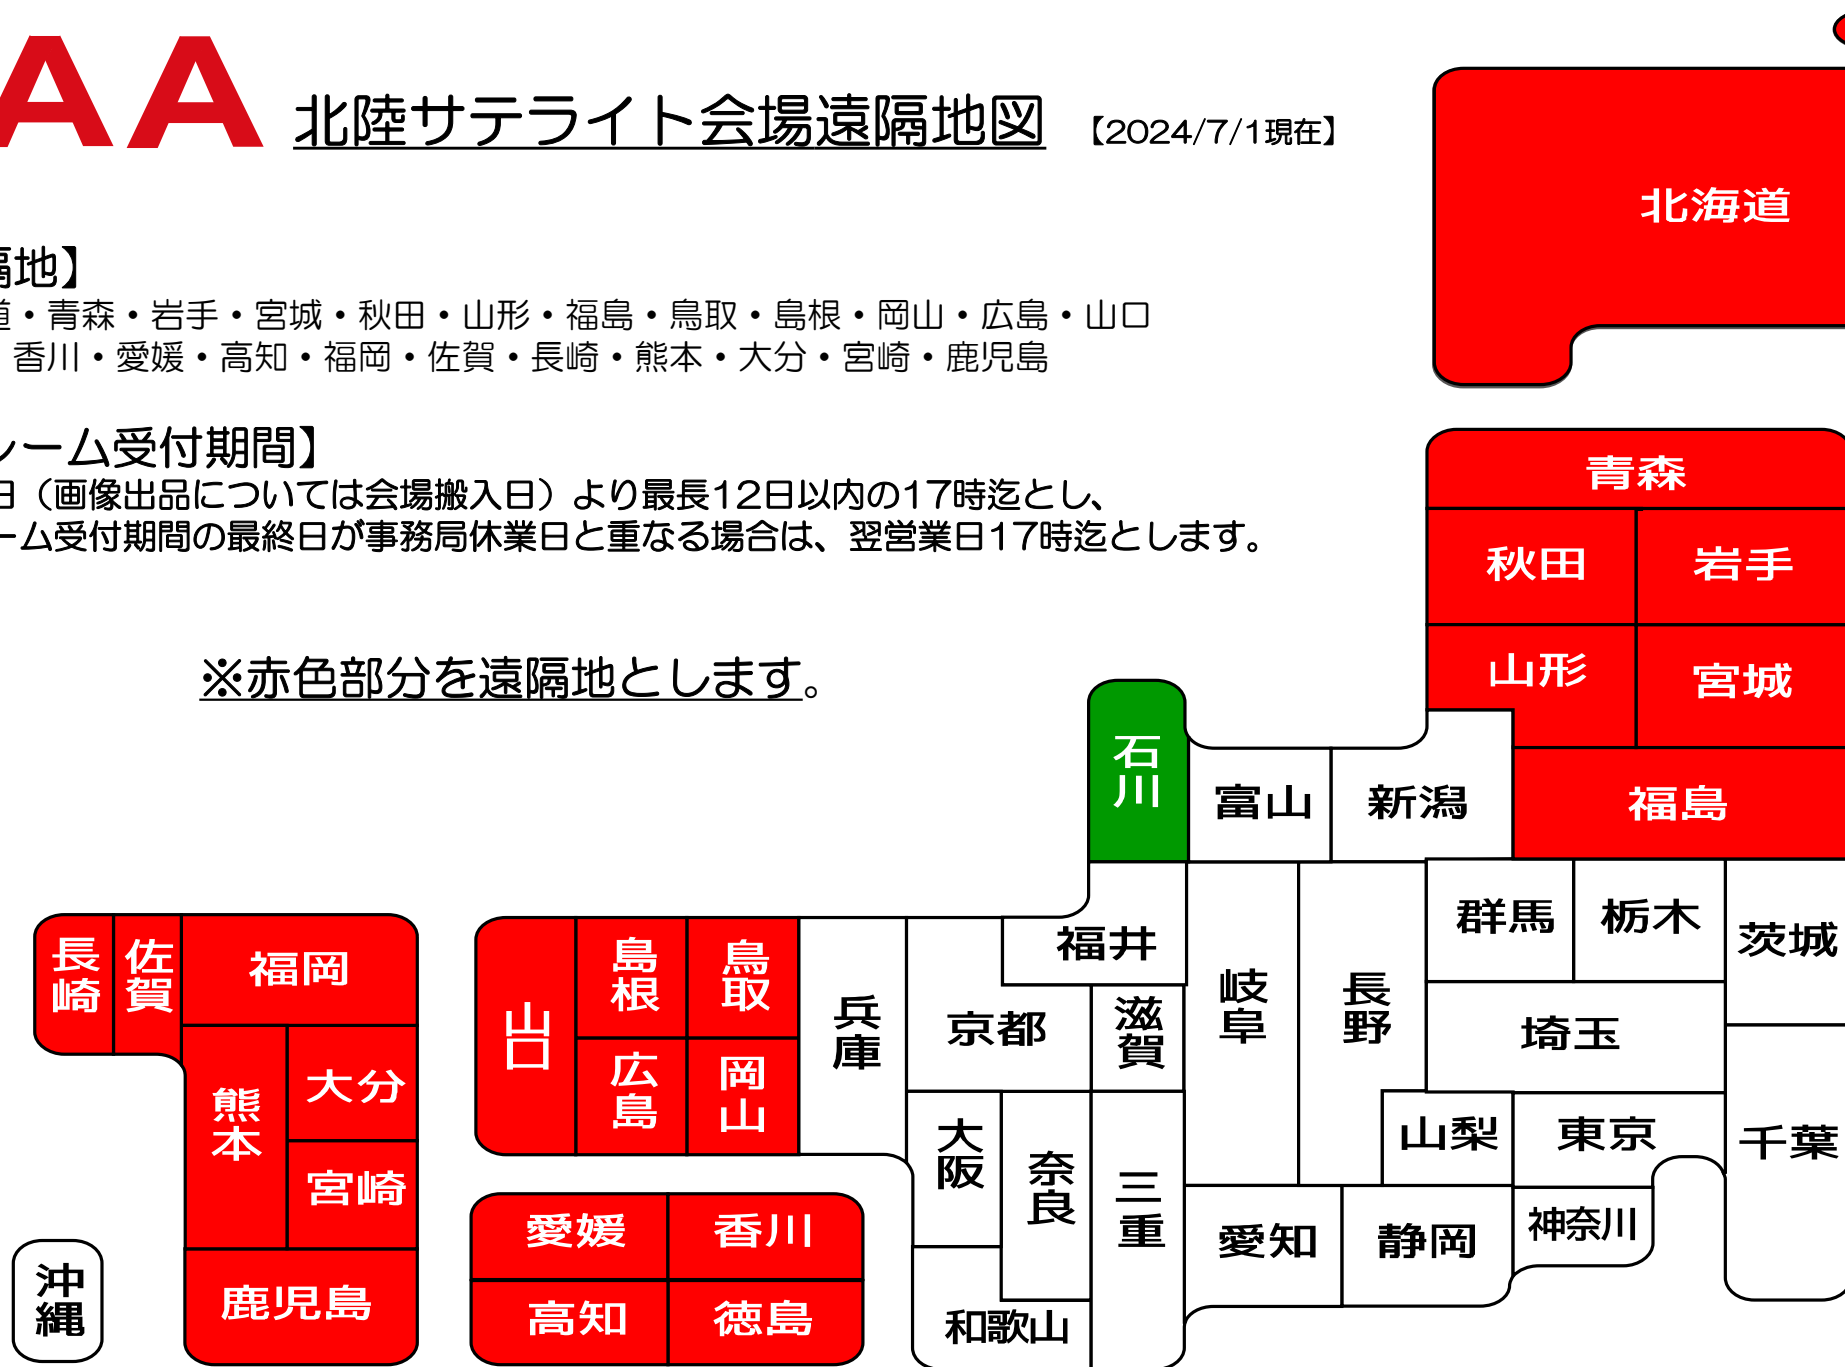 AA
北陸サテライト会場遠隔地図 【2024/7/1現在】
北海道
隔地】
道・青森・岩手・宮城・秋田・山形・福島・鳥取・島根・岡山・広島・山口
香川・愛媛・高知・福岡・佐賀・長崎・熊本・大分・宮崎・鹿児島
レーム受付期間】
日（画像出品については会場搬入日）より最長12日以内の17時迄とし、
ーム受付期間の最終日が事務局休業日と重なる場合は、翌営業日17時迄とします。
※赤色部分を遠隔地とします。
青森
秋田 岩手
山形 宮城
石川
富山 新潟 福島
群馬 栃木 茨城
福井
長崎 佐賀 福岡
島根 鳥取
山口
兵庫
京都 滋賀 岐阜 長野
埼玉
広島 岡山
熊本 大分
大阪 奈良 三重
山梨 東京 千葉
宮崎
愛媛 香川
愛知 静岡 神奈川
沖縄
鹿児島
高知 徳島
和歌山